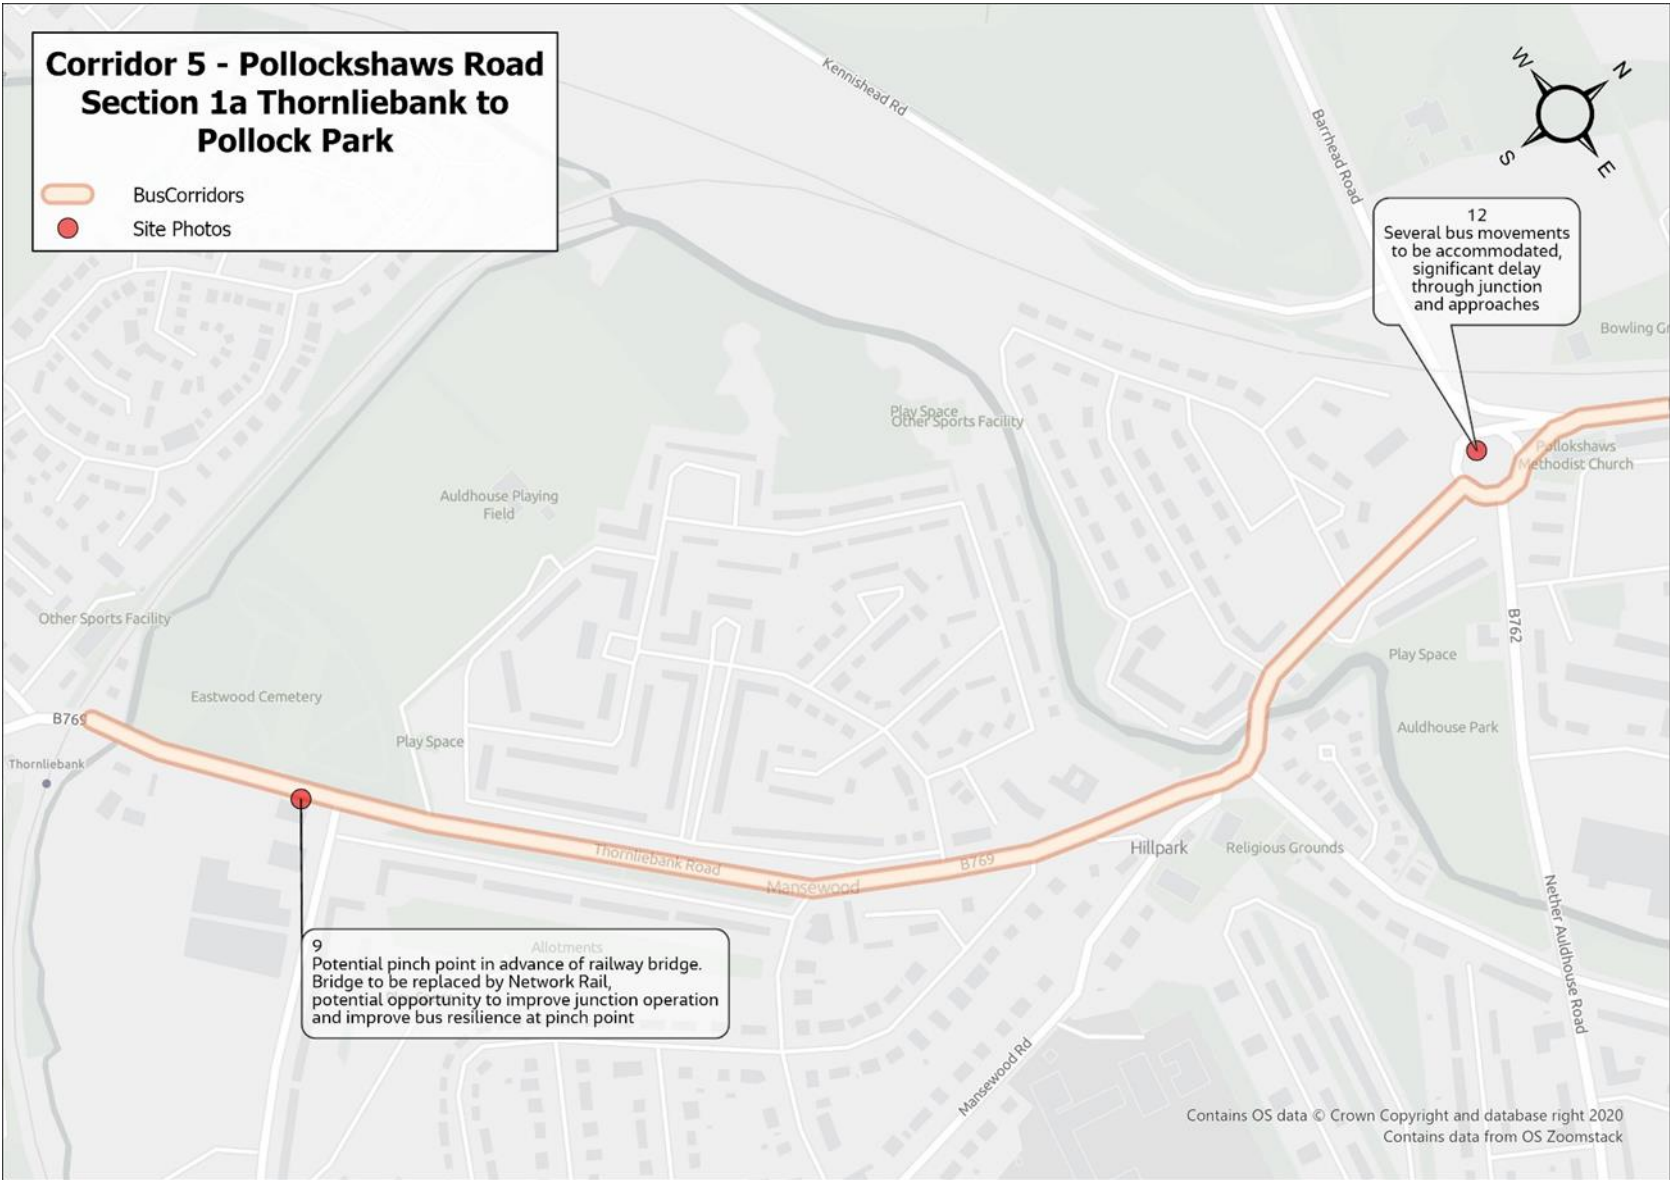 Corridor 5 - Pollockshaws Road
Section 1a Thornliebank to
Pollock Park
BusCorridors
Site Photos
Kennishead Rd
Barrhead Road
W
N
S
E
12
Several bus movements
to be accommodated,
significant delay
through junction
and approaches
Bowling Gr
Play Space
Other Sports Facility
Pollokshaws
Methodist Church
Auldhouse Playing
Field
Other Sports Facility
B762
Play Space
Eastwood Cemetery
B769
Play Space
Auldhouse Park
Thornliebank
Thornliebank Road
Mansewood
B769
Hillpark
Religious Grounds
Nether Auldhouse Road
Allotments
9
Potential pinch point in advance of railway bridge.
Bridge to be replaced by Network Rail,
potential opportunity to improve junction operation
and improve bus resilience at pinch point
Mansewood Rd
Contains OS data © Crown Copyright and database right 2020
Contains data from OS Zoomstack